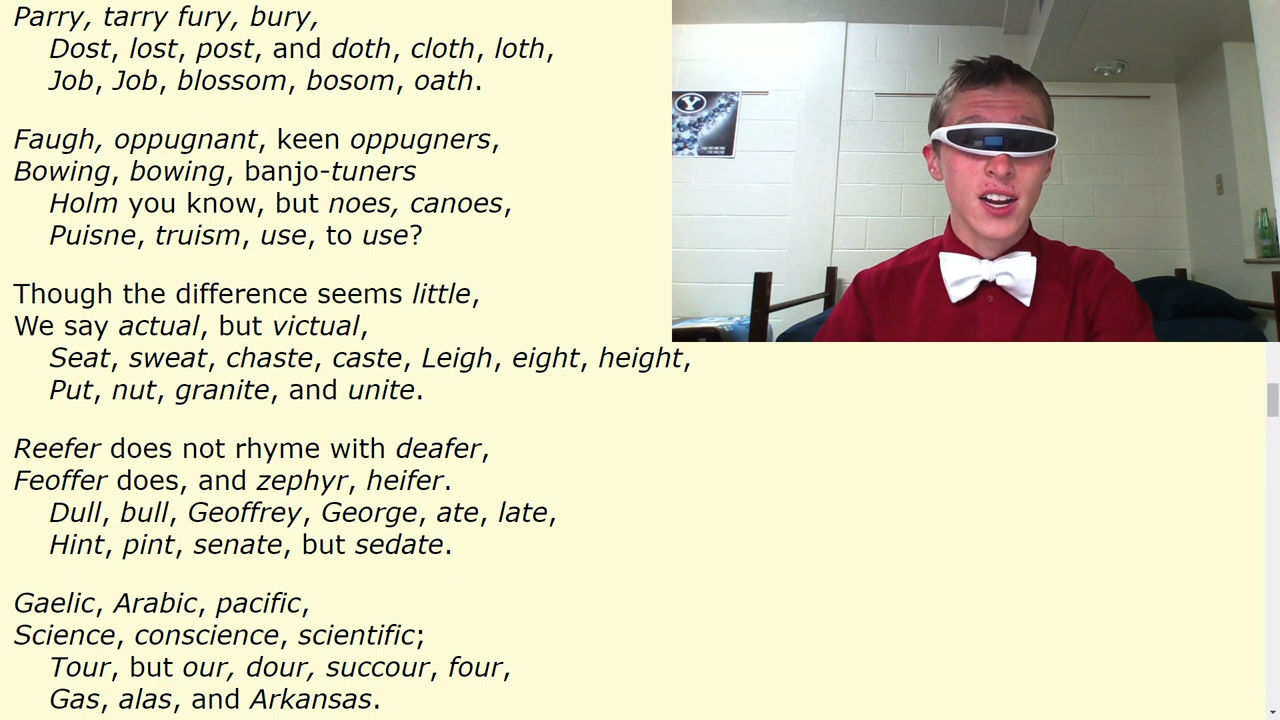 Parry, tarry fury, bury,
Dost, lost, post, and doth, cloth, loth,
Job, Job, blossom, bosom, oath.
Faugh, oppugnant, keen oppugners,
Bowing, bowing, banjo-tuners
Holm you know, but noes, canoes,
Puisne, truism, use, to use?
Though the difference seems little,
We say actual, but victual,
Seat, sweat, chaste, caste, Leigh, eight, height,
Put, nut, granite, and unite.
Reefer does not rhyme with deafer,
Feoffer does, and zephyr, heifer.
Dull, bull, Geoffrey, George, ate, late,
Hint, pint, senate, but sedate.
Gaelic, Arabic, pacific,
Science, conscience, scientific;
Tour, but our, dour, succour, four,
Gas, alas, and Arkansas.
Y